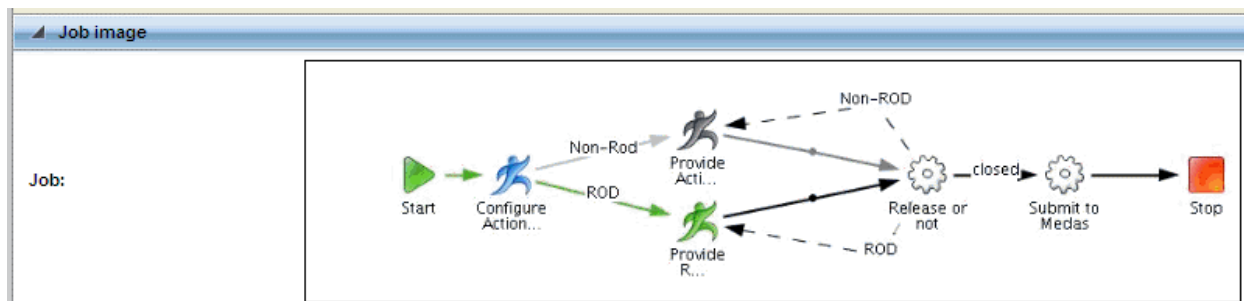 Job image
Job:
Start
Configure
Action...
Non-Rod
ROD
Provide
Acti...
Provide
R...
Non-ROD
ROD
Release or
not
closed
Submit to
Medas
Stop